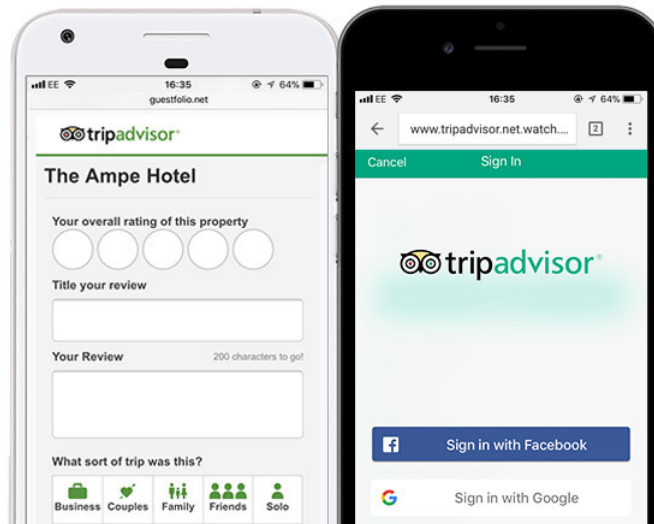 EE 16:35 64%
guestfolio.net
tripadvisor®
The Ampe Hotel
Your overall rating of this property
Title your review
Your Review 200 characters to go!
What sort of trip was this?
Business Couples Family Friends Solo
EE 16:35 64%
www.tripadvisor.net.watch.... 2
Cancel Sign In
tripadvisor®
Sign in with Facebook
Sign in with Google